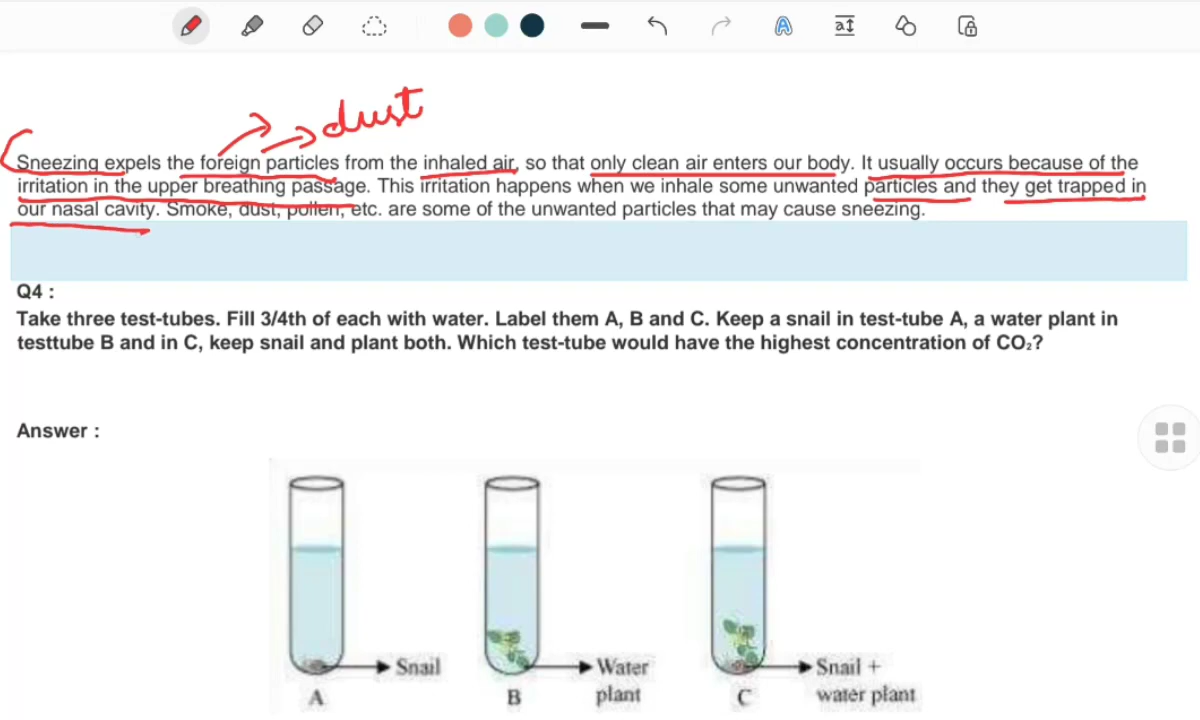 dust
Sneezing expels the foreign particles from the inhaled air, so that only clean air enters our body. It usually occurs because of the
irritation in the upper breathing passage. This irritation happens when we inhale some unwanted particles and they get trapped in
our nasal cavity. Smoke, dust, pollen, etc. are some of the unwanted particles that may cause sneezing.
Q4 :
Take three test-tubes. Fill 3/4th of each with water. Label them A, B and C. Keep a snail in test-tube A, a water plant in
testtube B and in C, keep snail and plant both. Which test-tube would have the highest concentration of CO₂?
Answer :
Snail
A
Water
plant
B
Snail +
water plant
C